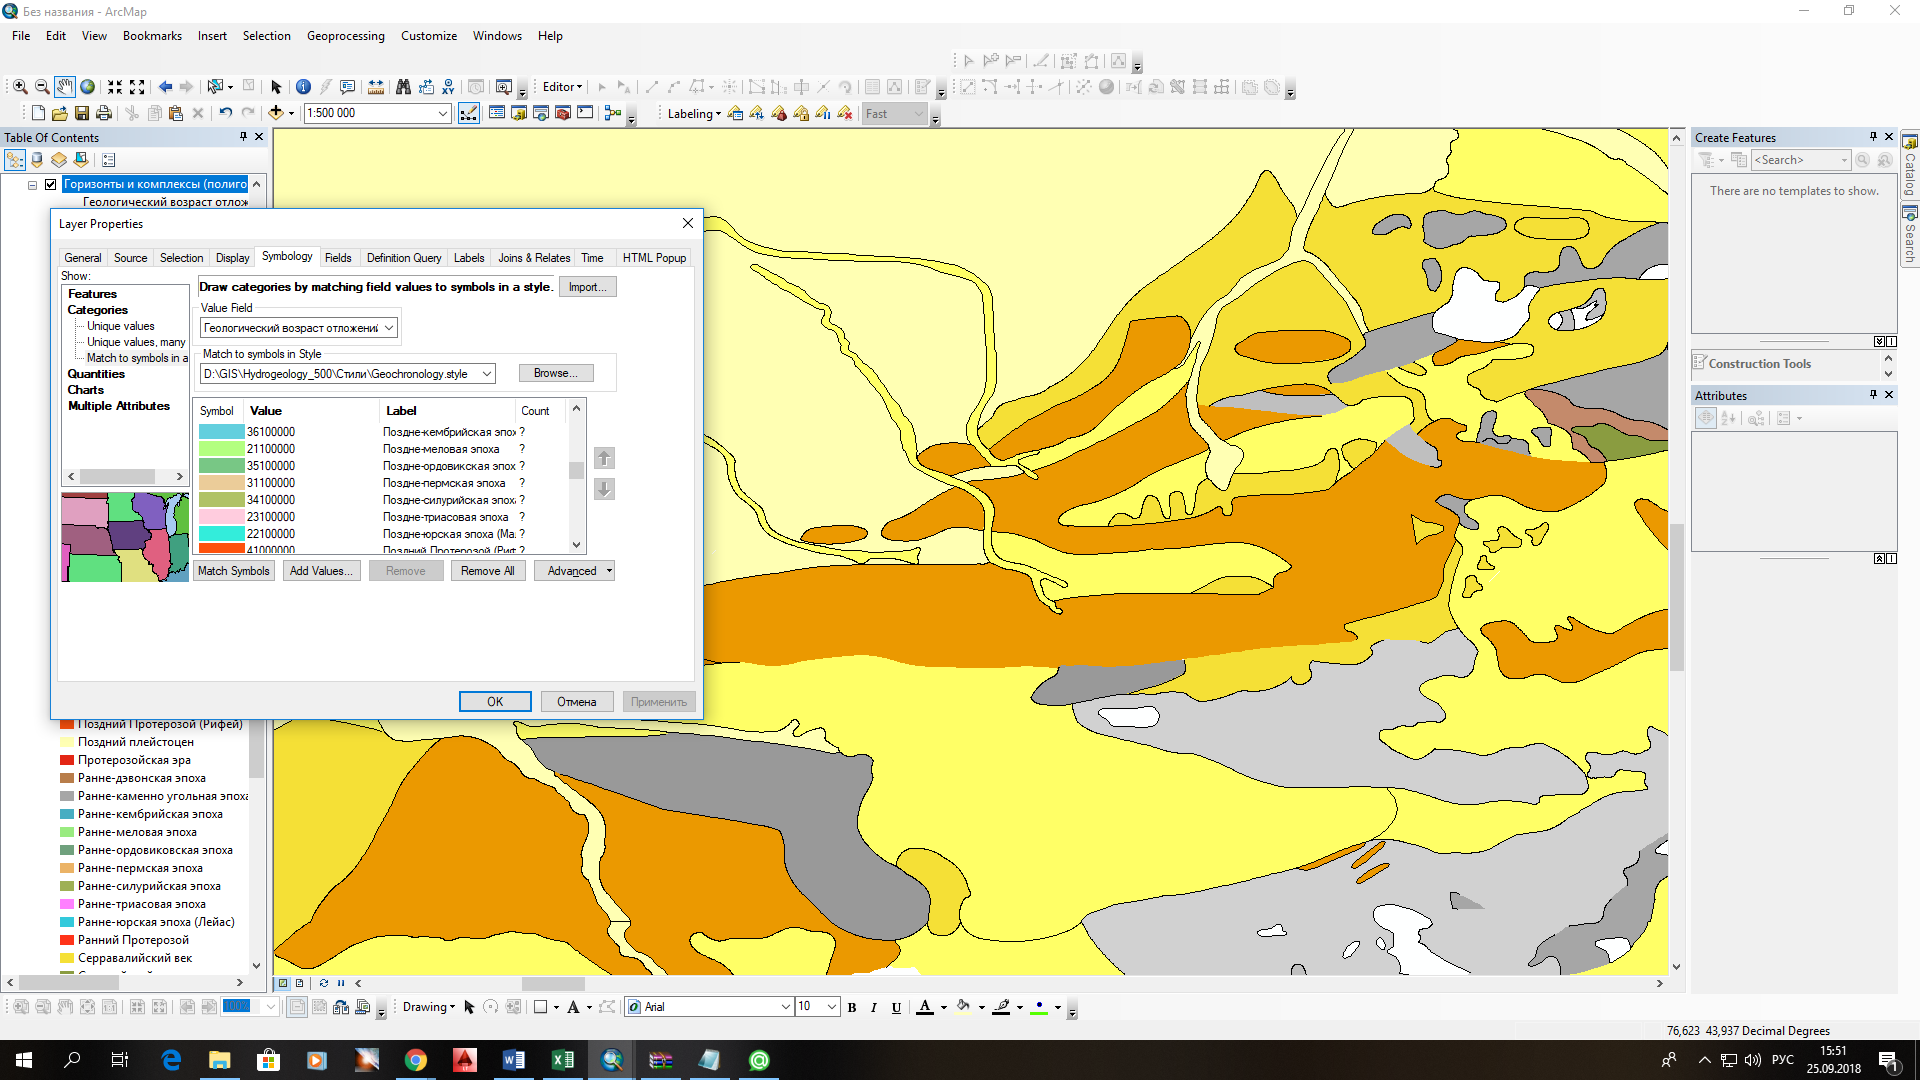 Без названия - ArcMap
File Edit View Bookmarks Insert Selection Geoprocessing Customize Windows Help
Editor
1:500 000
Labeling
Fast
Table Of Contents
Горизонты и комплексы (полиго
Геологический возраст отлож
Layer Properties
General Source Selection Display Symbology Fields Definition Query Labels Joins & Relates Time HTML Popup
Show:
Features
Categories
Unique values
Unique values, many
Match to symbols in a
Quantities
Charts
Multiple Attributes
Draw categories by matching field values to symbols in a style.
Import...
Value Field
Геологический возраст отложений
Match to symbols in Style
D:\GIS\Hydrogeology_500\Стили\Geochronology.style
Browse...
Symbol Value Label Count
36100000 Поздне-кембрийская эпох ?
21100000 Поздне-меловая эпоха ?
35100000 Поздне-ордовикская эпох ?
31100000 Поздне-пермская эпоха ?
34100000 Поздне-силурийская эпоха ?
23100000 Поздне-триасовая эпоха ?
22100000 Поздне-юрская эпоха (Ма. ?
41000000 Поздний Протерозой (Риф ?
Match Symbols Add Values... Remove Remove All Advanced
OK Отмена Применить
Поздний Протерозой (Рифей)
Поздний плейстоцен
Протерозойская эра
Ранне-дэвонская эпоха
Ранне-каменно угольная эпоха
Ранне-кембрийская эпоха
Ранне-меловая эпоха
Ранне-ордовиковская эпоха
Ранне-пермская эпоха
Ранне-силурийская эпоха
Ранне-триасовая эпоха
Ранне-юрская эпоха (Лейас)
Ранний Протерозой
Серравалийский век
Create Features
<Search>
There are no templates to show.
Construction Tools
Attributes
Catalog
Search
100%
Drawing
Arial
10
B I U A
76,623 43,937 Decimal Degrees
РУС
15:51
25.09.2018
1